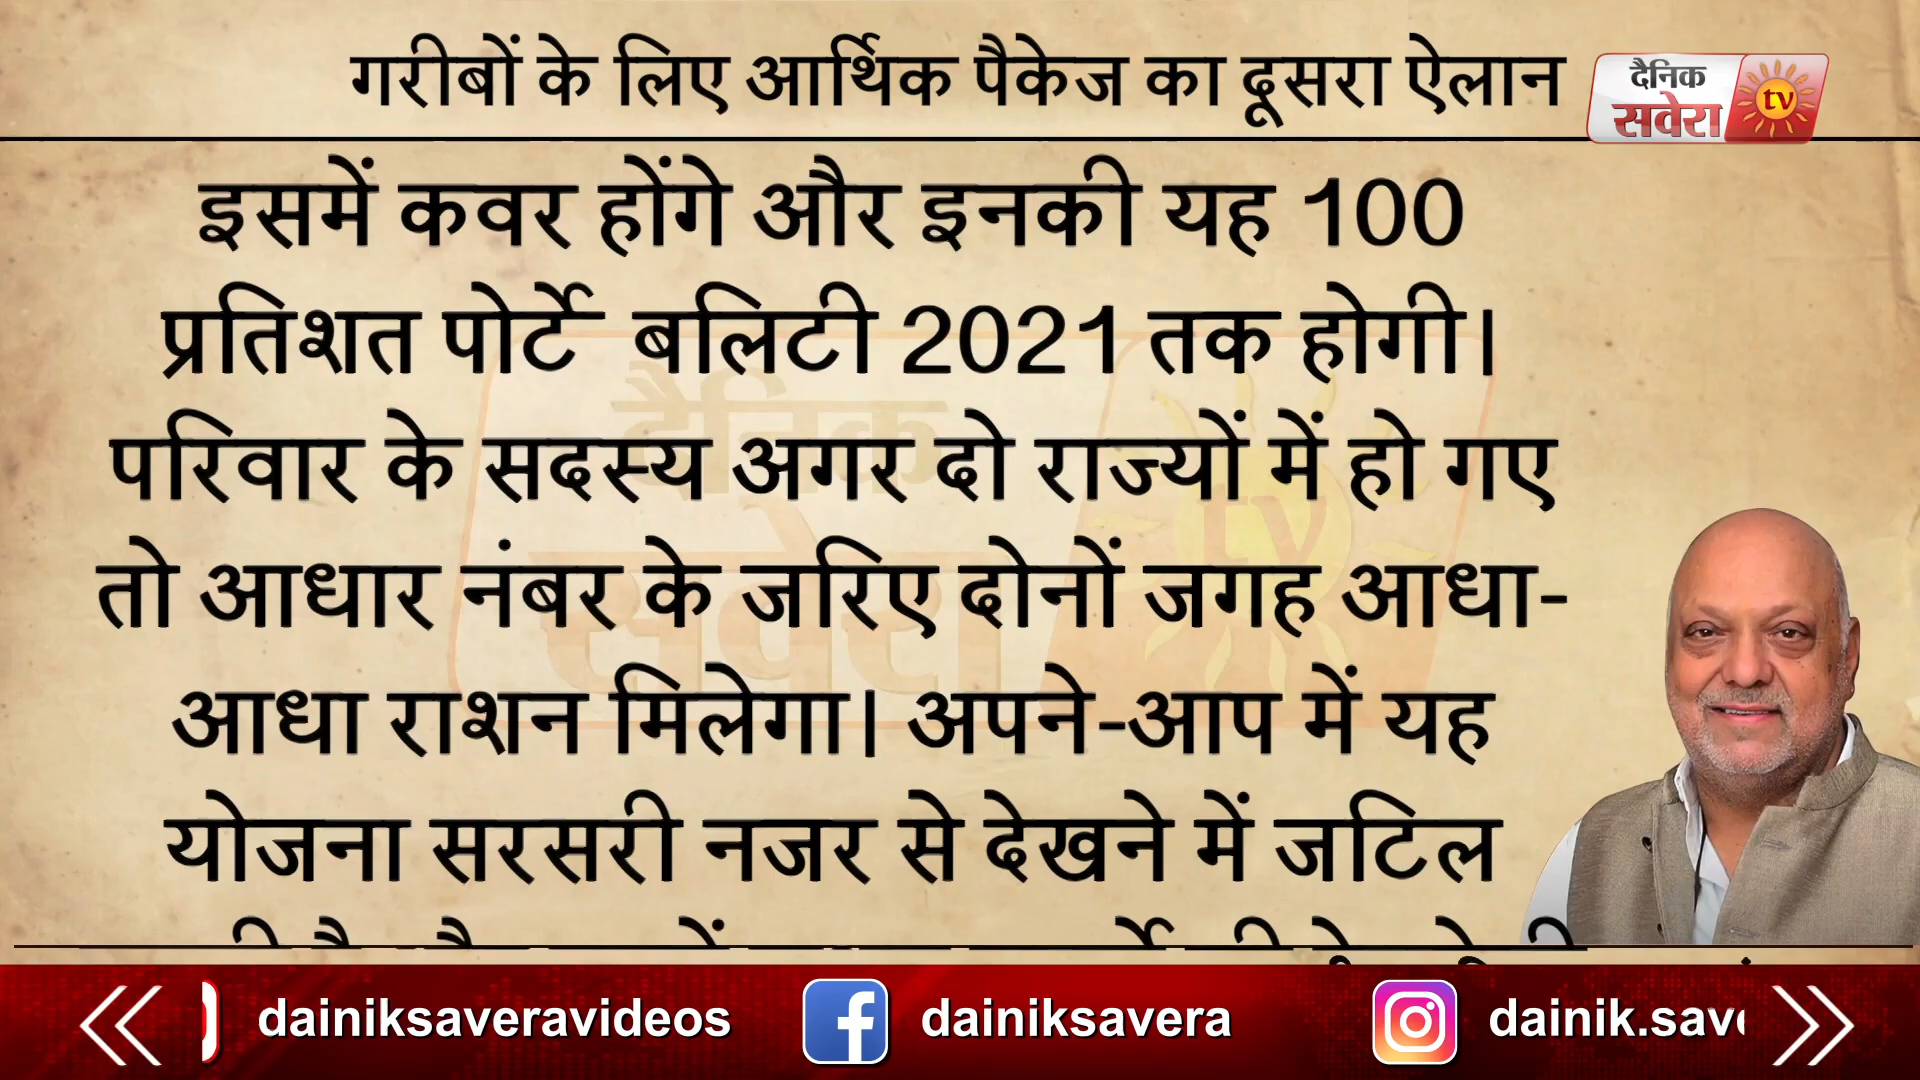 गरीबों के लिए आर्थिक पैकेज का दूसरा ऐलान
दैनिक
सवेरा
tv
इसमें कवर होंगे और इनकी यह 100
प्रतिशत पोर्टे बलिटी 2021 तक होगी।
परिवार के सदस्य अगर दो राज्यों में हो गए
तो आधार नंबर के जरिए दोनों जगह आधा-
आधा राशन मिलेगा। अपने-आप में यह
योजना सरसरी नजर से देखने में जटिल
dainiksaveravideos
dainiksavera
dainik.save